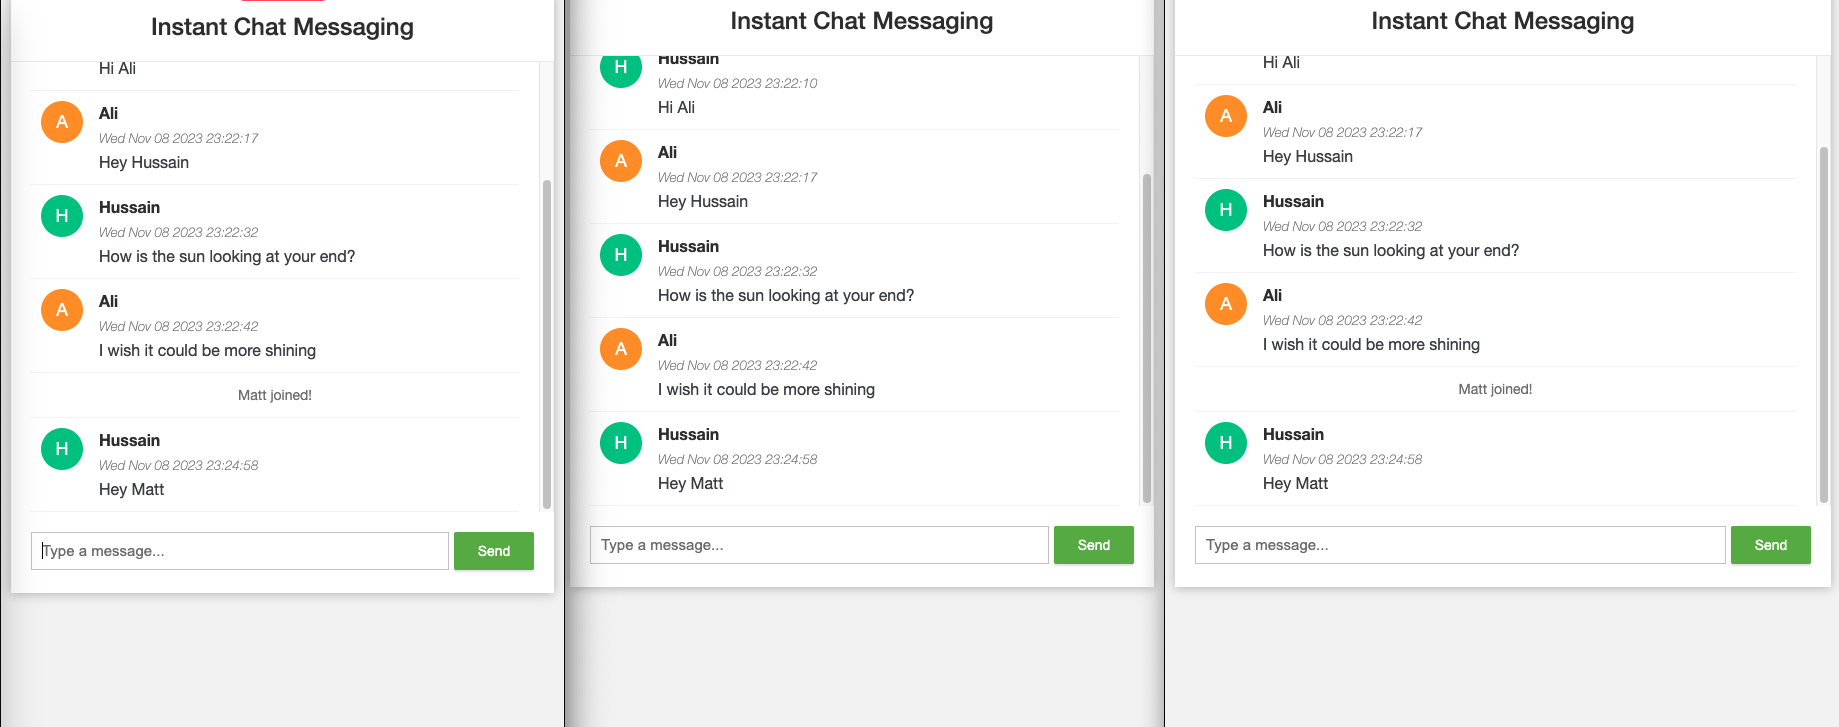 Instant Chat Messaging
Hi Ali
A
Ali
Wed Nov 08 2023 23:22:17
Hey Hussain
H
Hussain
Wed Nov 08 2023 23:22:32
How is the sun looking at your end?
A
Ali
Wed Nov 08 2023 23:22:42
I wish it could be more shining
Matt joined!
H
Hussain
Wed Nov 08 2023 23:24:58
Hey Matt
Type a message...
Send
Instant Chat Messaging
H
Hussain
Wed Nov 08 2023 23:22:10
Hi Ali
A
Ali
Wed Nov 08 2023 23:22:17
Hey Hussain
H
Hussain
Wed Nov 08 2023 23:22:32
How is the sun looking at your end?
A
Ali
Wed Nov 08 2023 23:22:42
I wish it could be more shining
H
Hussain
Wed Nov 08 2023 23:24:58
Hey Matt
Type a message...
Send
Instant Chat Messaging
Hi Ali
A
Ali
Wed Nov 08 2023 23:22:17
Hey Hussain
H
Hussain
Wed Nov 08 2023 23:22:32
How is the sun looking at your end?
A
Ali
Wed Nov 08 2023 23:22:42
I wish it could be more shining
Matt joined!
H
Hussain
Wed Nov 08 2023 23:24:58
Hey Matt
Type a message...
Send